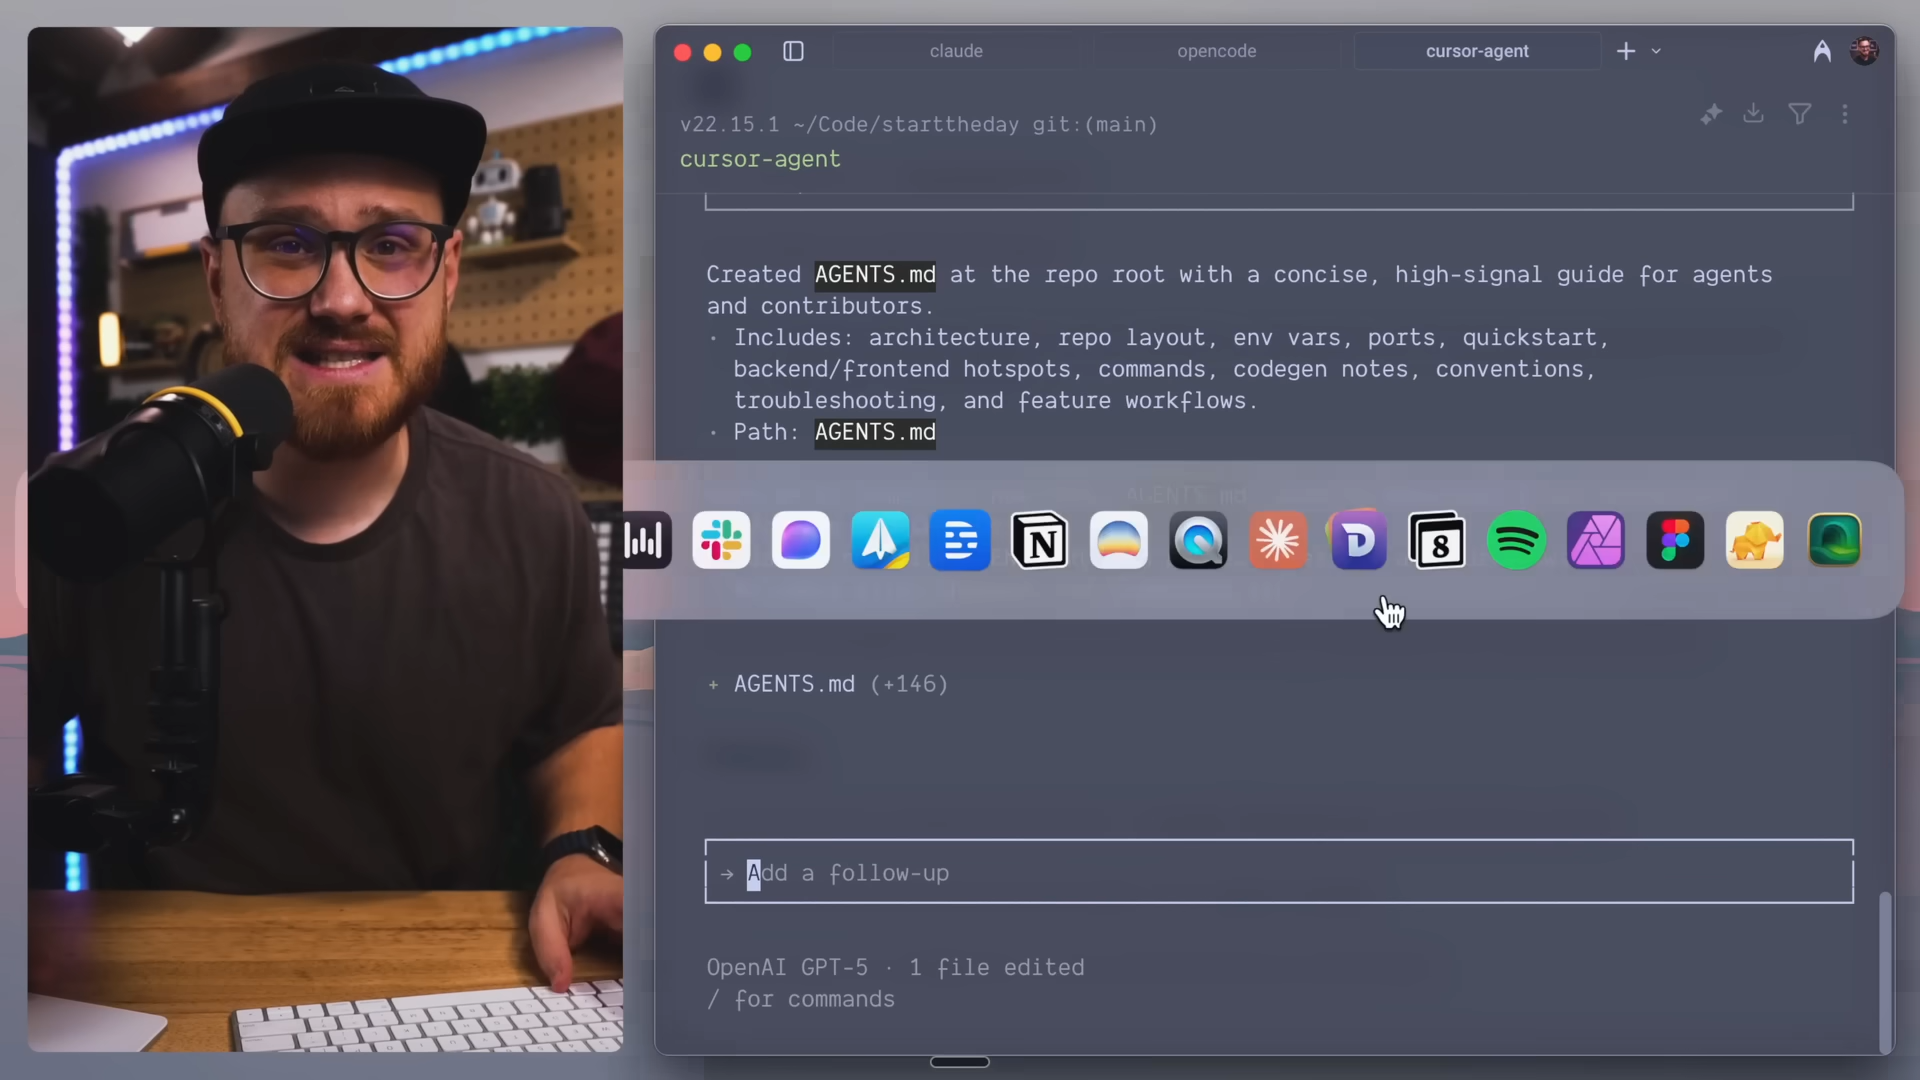 claude
opencode
cursor-agent
v22.15.1 ~/Code/starttheday git:(main)
cursor-agent
Created AGENTS.md at the repo root with a concise, high-signal guide for agents
and contributors.
· Includes: architecture, repo layout, env vars, ports, quickstart,
backend/frontend hotspots, commands, codegen notes, conventions,
troubleshooting, and feature workflows.
· Path: AGENTS.md
AGENTS.md
N
D
8
+ AGENTS.md (+146)
→ Add a follow-up
OpenAI GPT-5 · 1 file edited
/ for commands